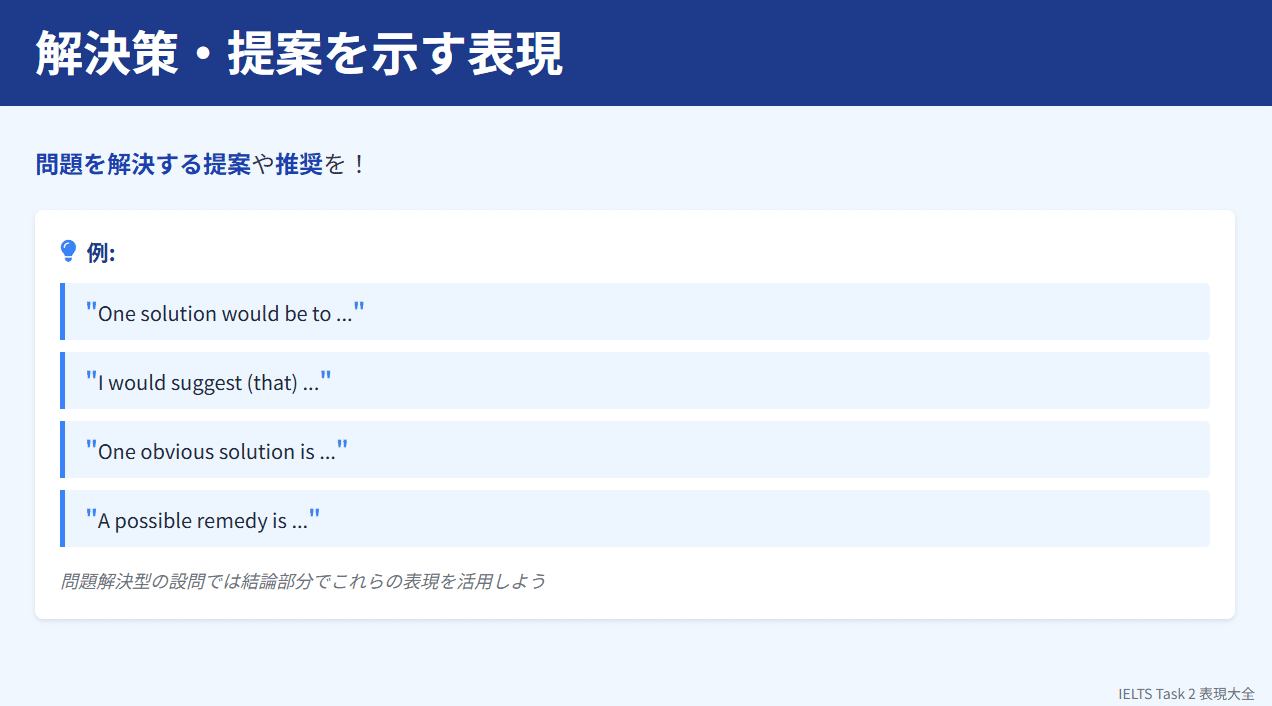 解決策・提案を示す表現
問題を解決する提案や推奨を！
例:
"One solution would be to ..."
"I would suggest (that) ..."
"One obvious solution is ..."
"A possible remedy is ..."
問題解決型の設問では結論部分でこれらの表現を活用しよう
IELTS Task 2 表現大全